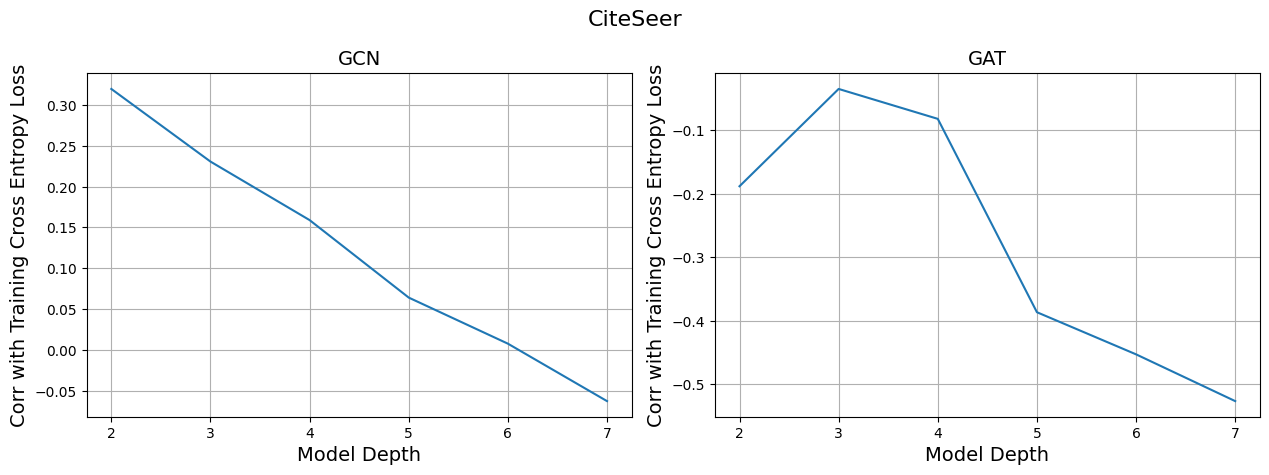 CiteSeer
GCN
Corr with Training Cross Entropy Loss
0.30
0.25
0.20
0.15
0.10
0.05
0.00
−0.05
2 3 4 5 6 7
Model Depth
GAT
Corr with Training Cross Entropy Loss
−0.1
−0.2
−0.3
−0.4
−0.5
2 3 4 5 6 7
Model Depth